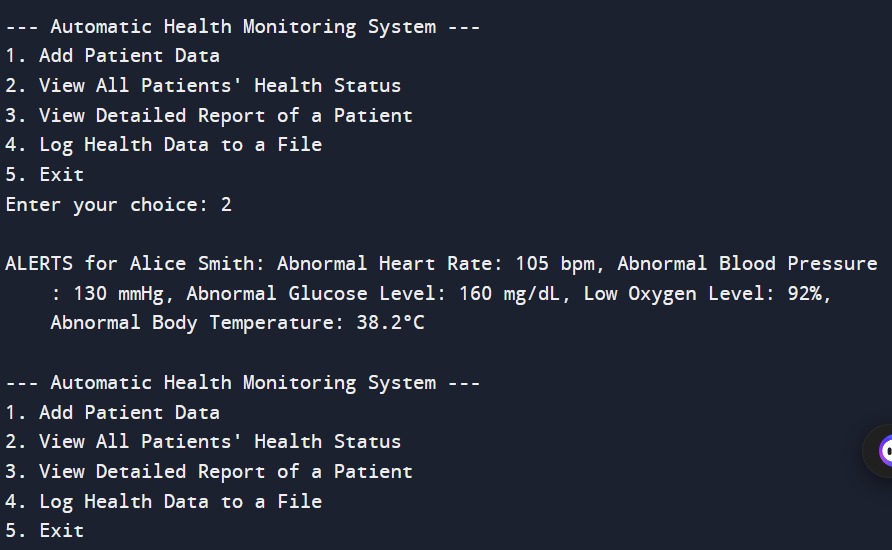 --- Automatic Health Monitoring System ---
1. Add Patient Data
2. View All Patients' Health Status
3. View Detailed Report of a Patient
4. Log Health Data to a File
5. Exit
Enter your choice: 2
ALERTS for Alice Smith: Abnormal Heart Rate: 105 bpm, Abnormal Blood Pressure
: 130 mmHg, Abnormal Glucose Level: 160 mg/dL, Low Oxygen Level: 92%,
Abnormal Body Temperature: 38.2°C
--- Automatic Health Monitoring System ---
1. Add Patient Data
2. View All Patients' Health Status
3. View Detailed Report of a Patient
4. Log Health Data to a File
5. Exit